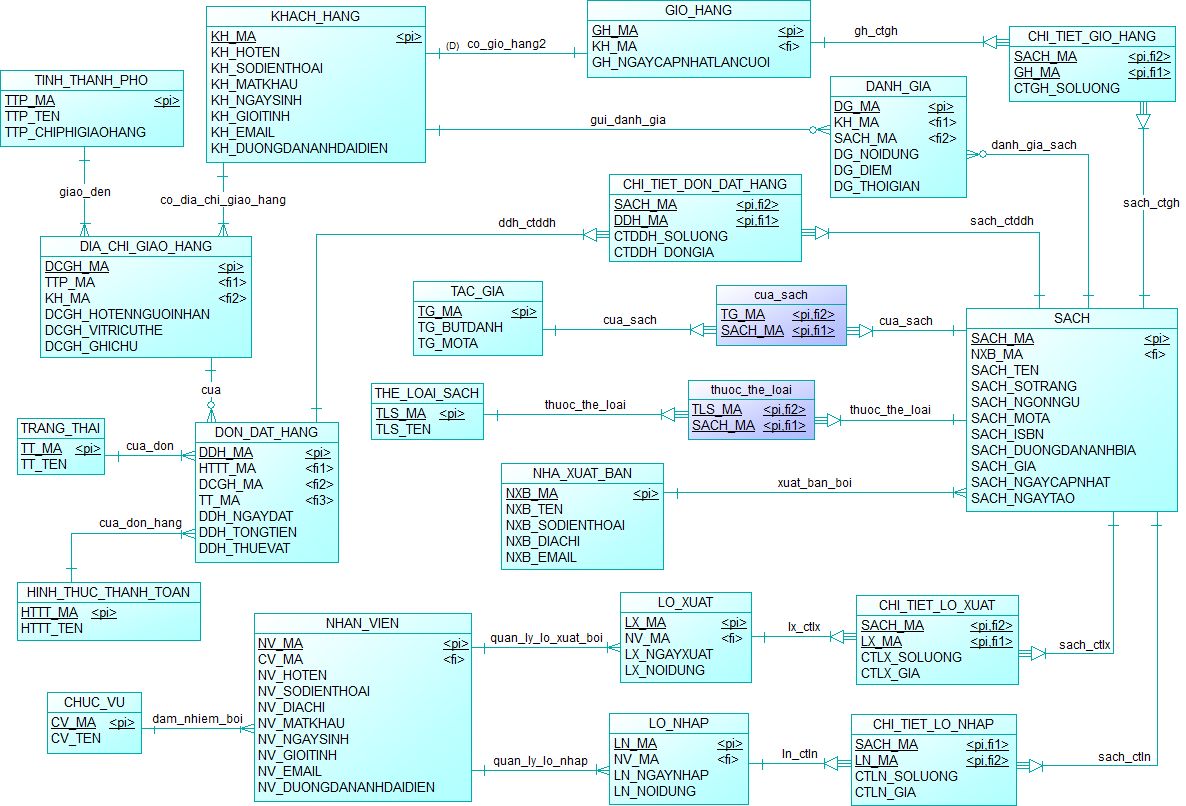 KHACH_HANG
KH_MA <pi>
KH_HOTEN
KH_SODIENTHOAI
KH_MATKHAU
KH_NGAYSINH
KH_GIOITINH
KH_EMAIL
KH_DUONGDANANHDAIDIEN
(D) co_gio_hang2
GIO_HANG
GH_MA <pi>
KH_MA <fi>
GH_NGAYCAPNHATLANCUOI
gh_ctgh
CHI_TIET_GIO_HANG
SACH_MA <pi,fi2>
GH_MA <pi,fi1>
CTGH_SOLUONG
TINH_THANH_PHO
TTP_MA <pi>
TTP_TEN
TTP_CHIPHIGIAOHANG
gui_danh_gia
DANH_GIA
DG_MA <pi>
KH_MA <fi1>
SACH_MA <fi2>
DG_NOIDUNG
DG_DIEM
DG_THOIGIAN
danh_gia_sach
sach_ctgh
giao_den
co_dia_chi_giao_hang
CHI_TIET_DON_DAT_HANG
SACH_MA <pi,fi2>
DDH_MA <pi,fi1>
CTDDH_SOLUONG
CTDDH_DONGIA
ddh_ctddh
sach_ctddh
DIA_CHI_GIAO_HANG
DCGH_MA <pi>
TTP_MA <fi1>
KH_MA <fi2>
DCGH_HOTENNGUOINHAN
DCGH_VITRICUTHE
DCGH_GHICHU
TAC_GIA
TG_MA <pi>
TG_BUTDANH
TG_MOTA
cua_sach
cua_sach
TG_MA <pi,fi2>
SACH_MA <pi,fi1>
cua_sach
SACH
SACH_MA <pi>
NXB_MA <fi>
SACH_TEN
SACH_SOTRANG
SACH_NGONNGU
SACH_MOTA
SACH_ISBN
SACH_DUONGDANANHBIA
SACH_GIA
SACH_NGAYCAPNHAT
SACH_NGAYTAO
cua
THE_LOAI_SACH
TLS_MA <pi>
TLS_TEN
thuoc_the_loai
thuoc_the_loai
TLS_MA <pi,fi2>
SACH_MA <pi,fi1>
thuoc_the_loai
TRANG_THAI
TT_MA <pi>
TT_TEN
cua_don
DON_DAT_HANG
DDH_MA <pi>
HTTT_MA <fi1>
DCGH_MA <fi2>
TT_MA <fi3>
DDH_NGAYDAT
DDH_TONGTIEN
DDH_THUEVAT
cua_don_hang
NHA_XUAT_BAN
NXB_MA <pi>
NXB_TEN
NXB_SODIENTHOAI
NXB_DIACHI
NXB_EMAIL
xuat_ban_boi
HINH_THUC_THANH_TOAN
HTTT_MA <pi>
HTTT_TEN
NHAN_VIEN
NV_MA <pi>
CV_MA <fi>
NV_HOTEN
NV_SODIENTHOAI
NV_DIACHI
NV_MATKHAU
NV_NGAYSINH
NV_GIOITINH
NV_EMAIL
NV_DUONGDANANHDAIDIEN
quan_ly_lo_xuat_boi
LO_XUAT
LX_MA <pi>
NV_MA <fi>
LX_NGAYXUAT
LX_NOIDUNG
lx_ctlx
CHI_TIET_LO_XUAT
SACH_MA <pi,fi2>
LX_MA <pi,fi1>
CTLX_SOLUONG
CTLX_GIA
sach_ctlx
CHUC_VU
CV_MA <pi>
CV_TEN
dam_nhiem_boi
quan_ly_lo_nhap
LO_NHAP
LN_MA <pi>
NV_MA <fi>
LN_NGAYNHAP
LN_NOIDUNG
ln_ctln
CHI_TIET_LO_NHAP
SACH_MA <pi,fi1>
LN_MA <pi,fi2>
CTLN_SOLUONG
CTLN_GIA
sach_ctln